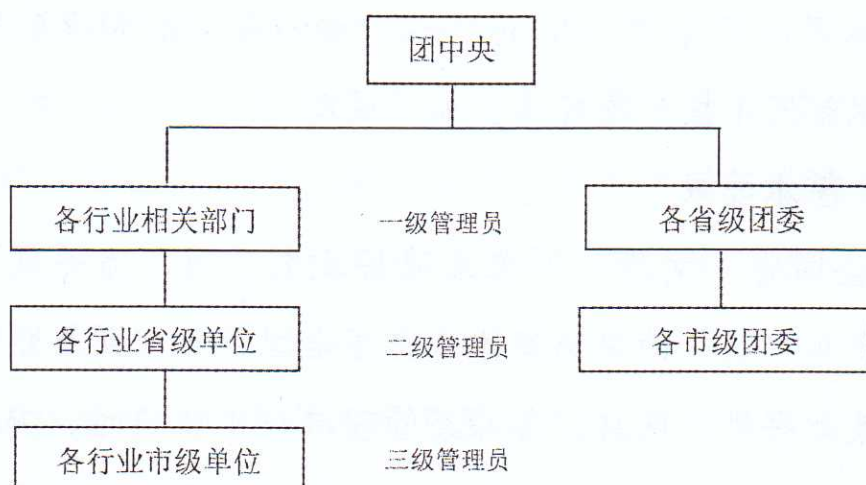 团中央
各行业相关部门 一级管理员 各省级团委
各行业省级单位 二级管理员 各市级团委
各行业市级单位 三级管理员